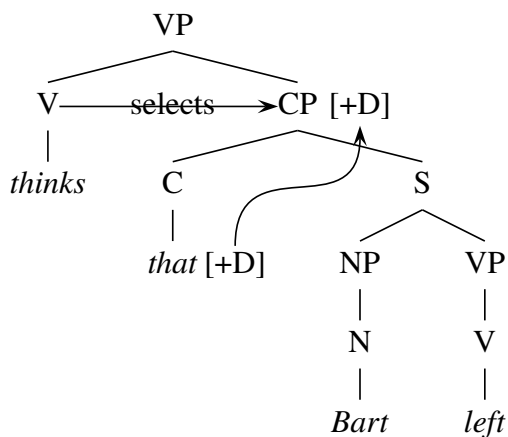 VP
V selects CP [+D]
thinks C S
that [+D] NP VP
N V
Bart left